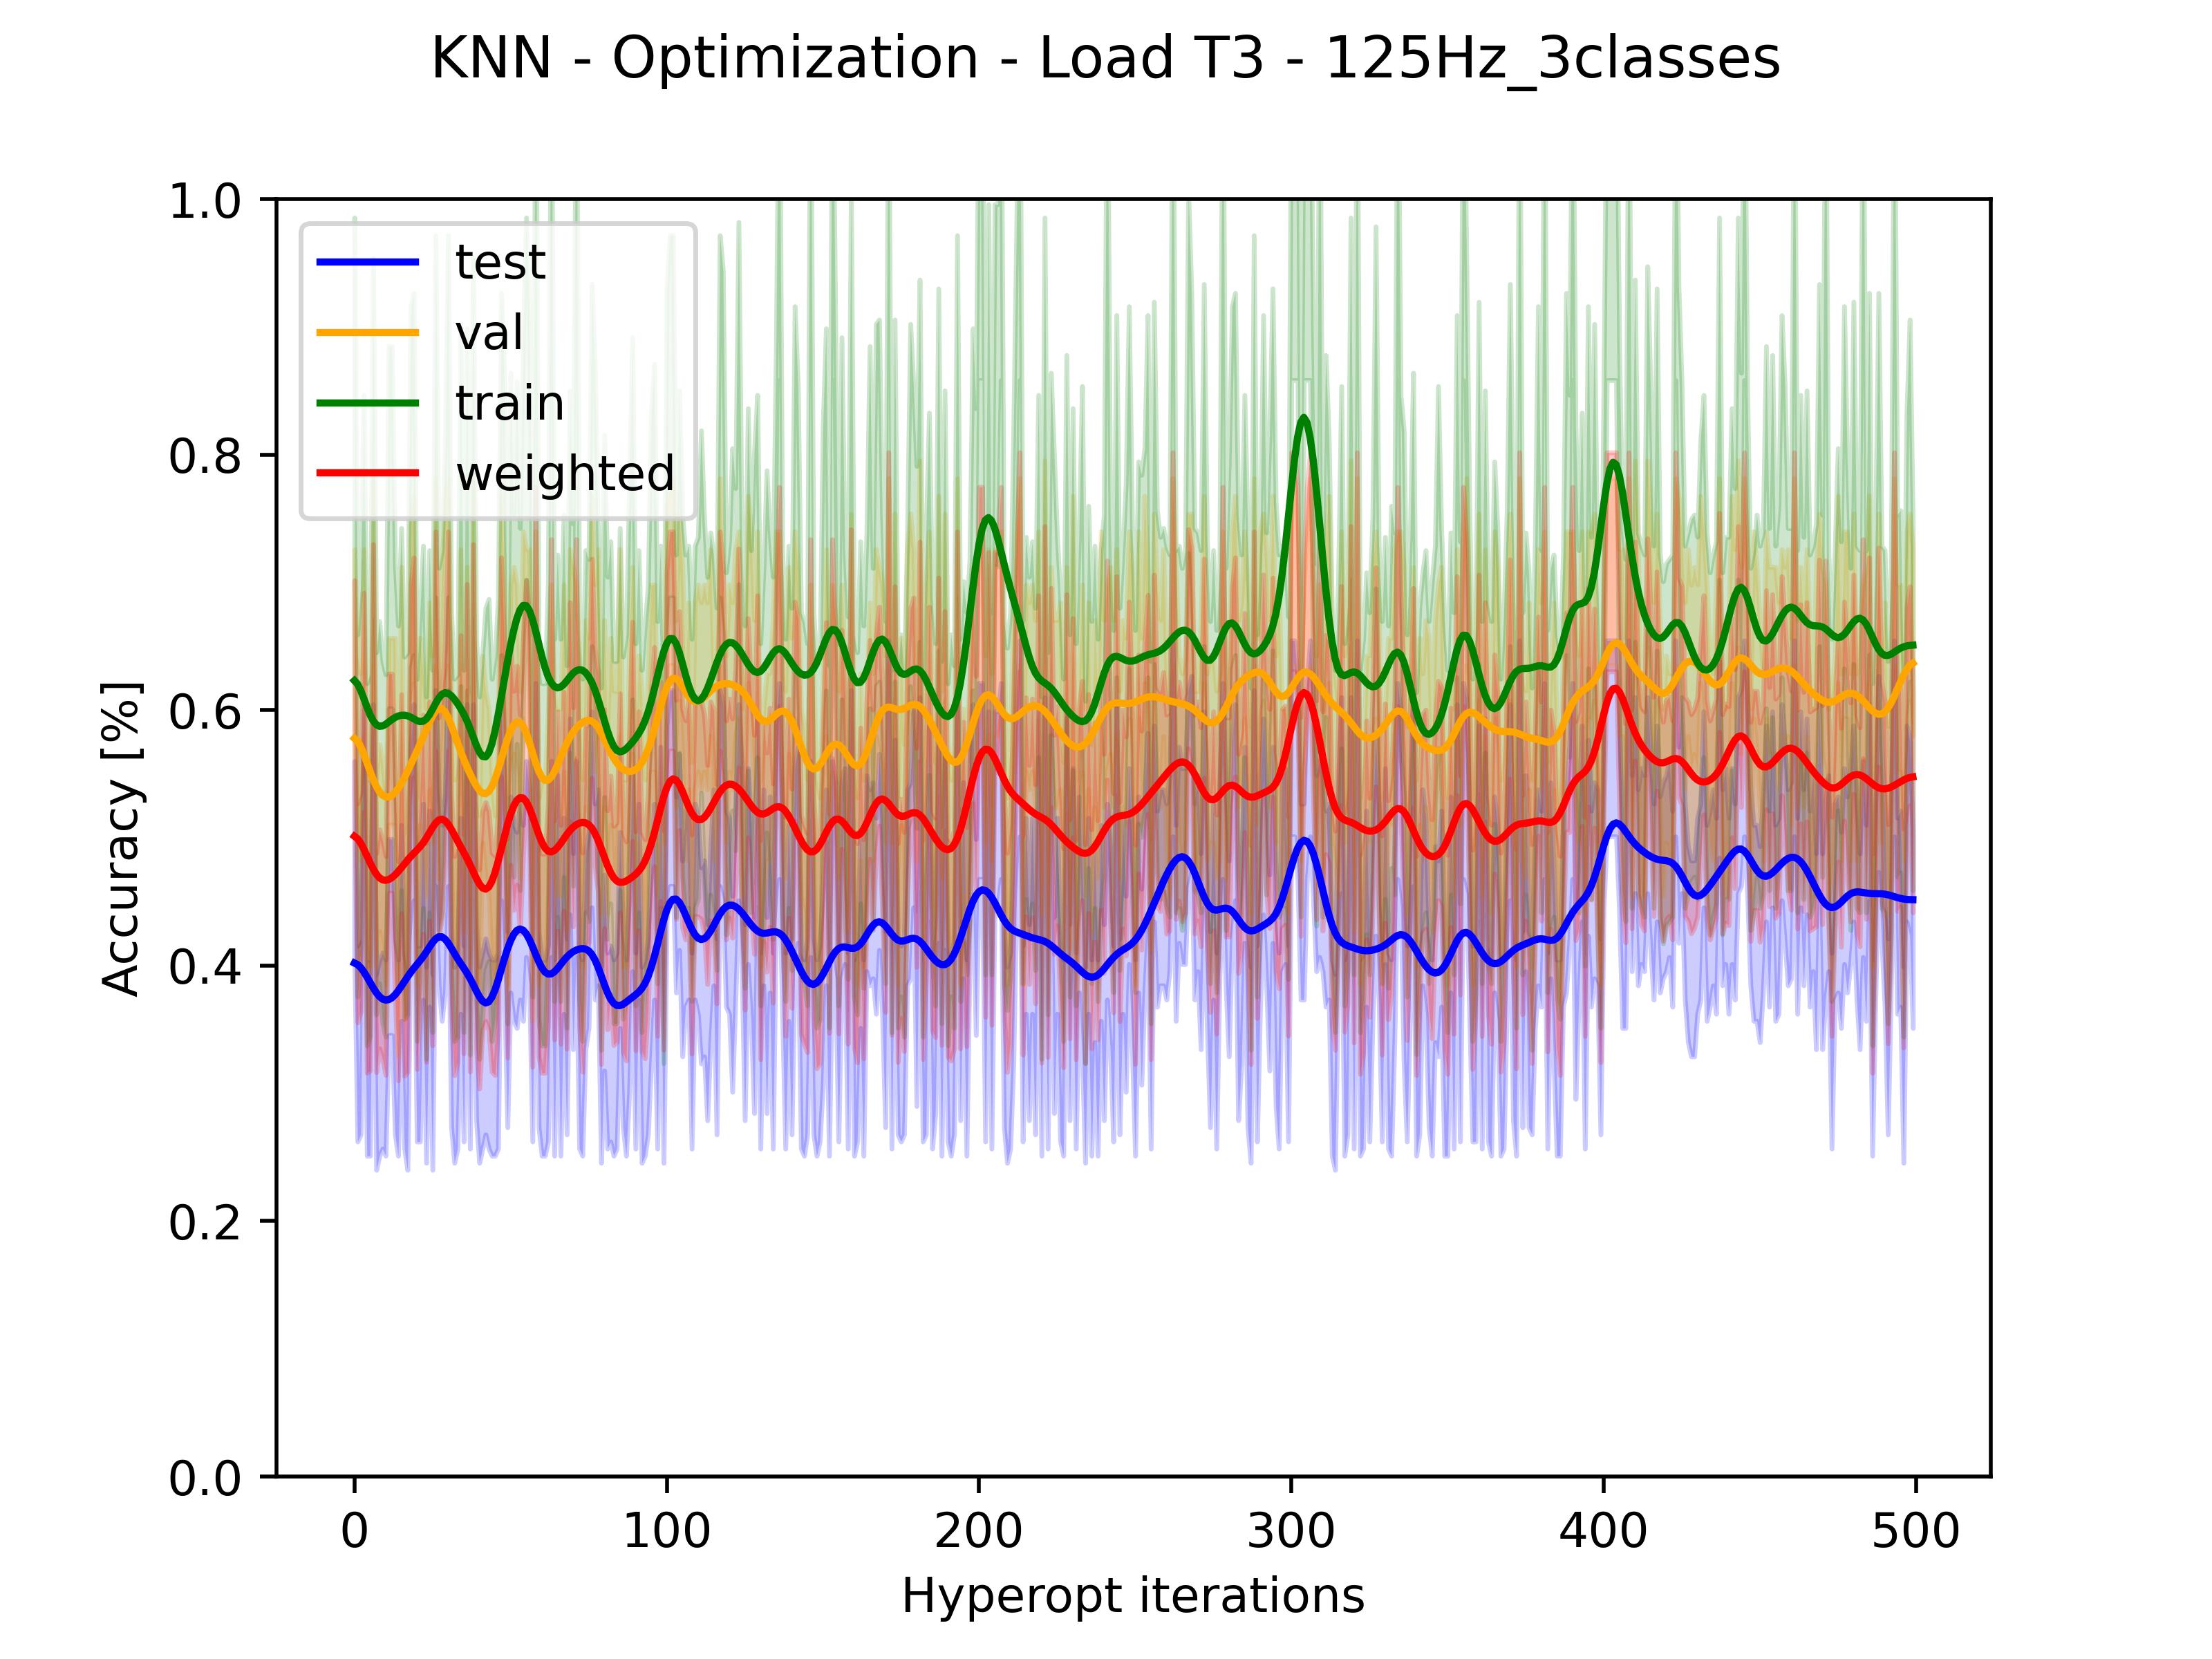 KNN - Optimization - Load T3 - 125Hz_3classes
1.0
0.8
0.6
0.4
0.2
0.0
Accuracy [%]
test
val
train
weighted
0 100 200 300 400 500
Hyperopt iterations